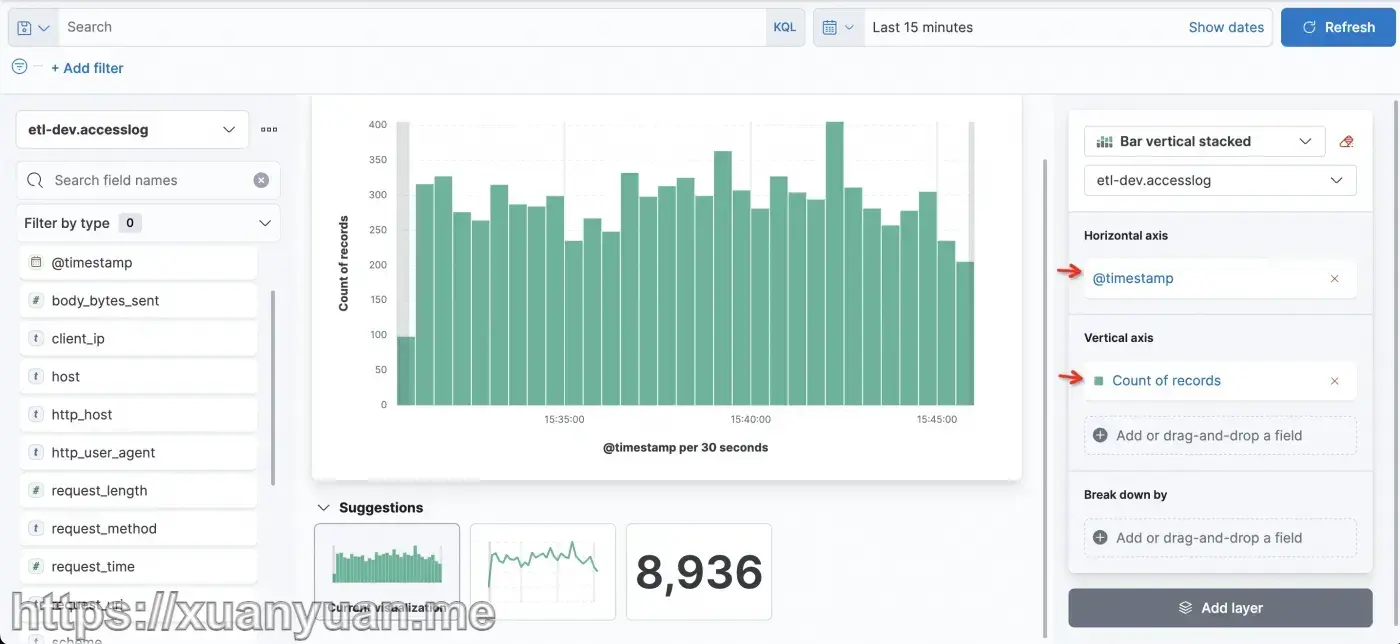 Search
KQL
Last 15 minutes
Show dates
Refresh
+ Add filter
etl-dev.accesslog
Search field names
Filter by type 0
@timestamp
# body_bytes_sent
t client_ip
t host
t http_host
t http_user_agent
# request_length
t request_method
# request_time
t request_uri
t scheme
Count of records
400
350
300
250
200
150
100
50
0
15:35:00
15:40:00
15:45:00
@timestamp per 30 seconds
Suggestions
Current visualization
8,936
Bar vertical stacked
etl-dev.accesslog
Horizontal axis
@timestamp
Vertical axis
Count of records
Add or drag-and-drop a field
Break down by
Add or drag-and-drop a field
Add layer
https://xuanyuan.me